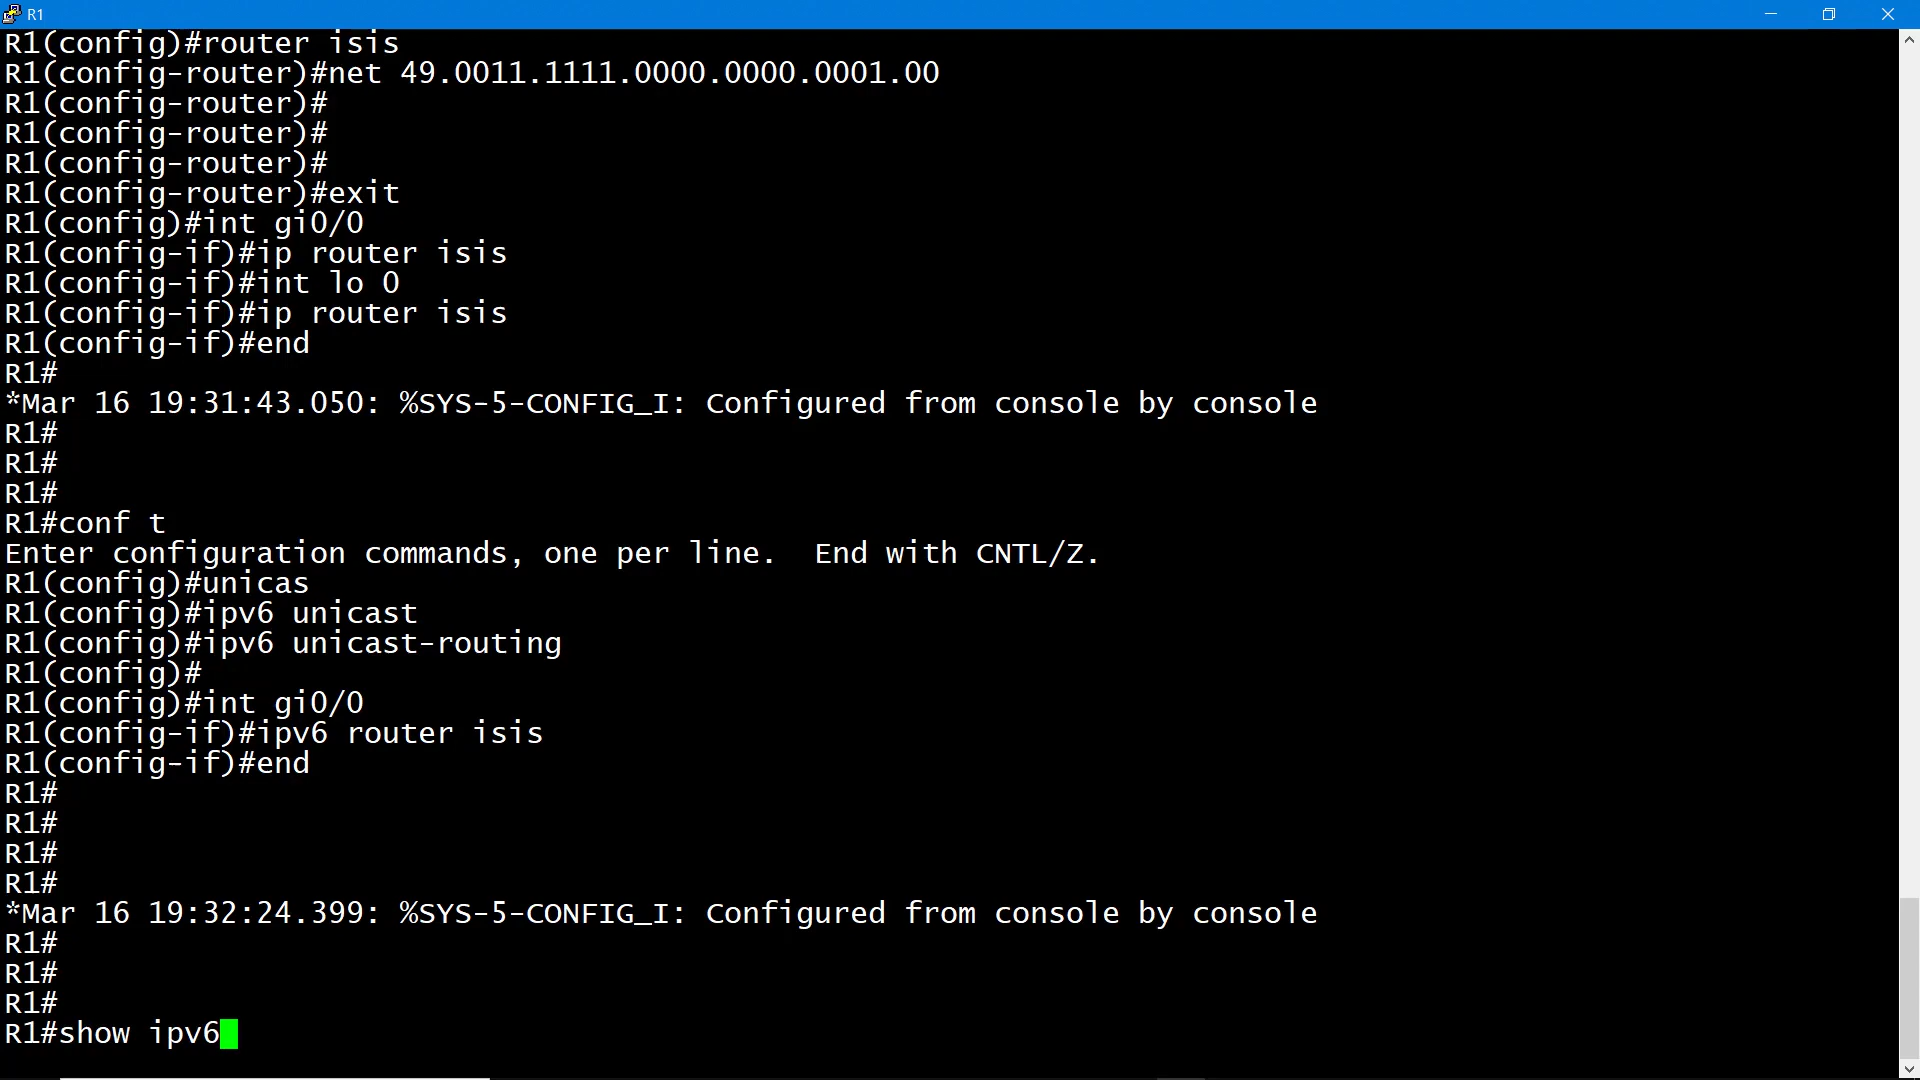 R1
R1(config)#router isis
R1(config-router)#net 49.0011.1111.0000.0000.0001.00
R1(config-router)#
R1(config-router)#
R1(config-router)#
R1(config-router)#exit
R1(config)#int gi0/0
R1(config-if)#ip router isis
R1(config-if)#int lo 0
R1(config-if)#ip router isis
R1(config-if)#end
R1#
*Mar 16 19:31:43.050: %SYS-5-CONFIG_I: Configured from console by console
R1#
R1#
R1#
R1#conf t
Enter configuration commands, one per line.  End with CNTL/Z.
R1(config)#unicas
R1(config)#ipv6 unicast
R1(config)#ipv6 unicast-routing
R1(config)#
R1(config)#int gi0/0
R1(config-if)#ipv6 router isis
R1(config-if)#end
R1#
R1#
R1#
R1#
*Mar 16 19:32:24.399: %SYS-5-CONFIG_I: Configured from console by console
R1#
R1#
R1#
R1#show ipv6